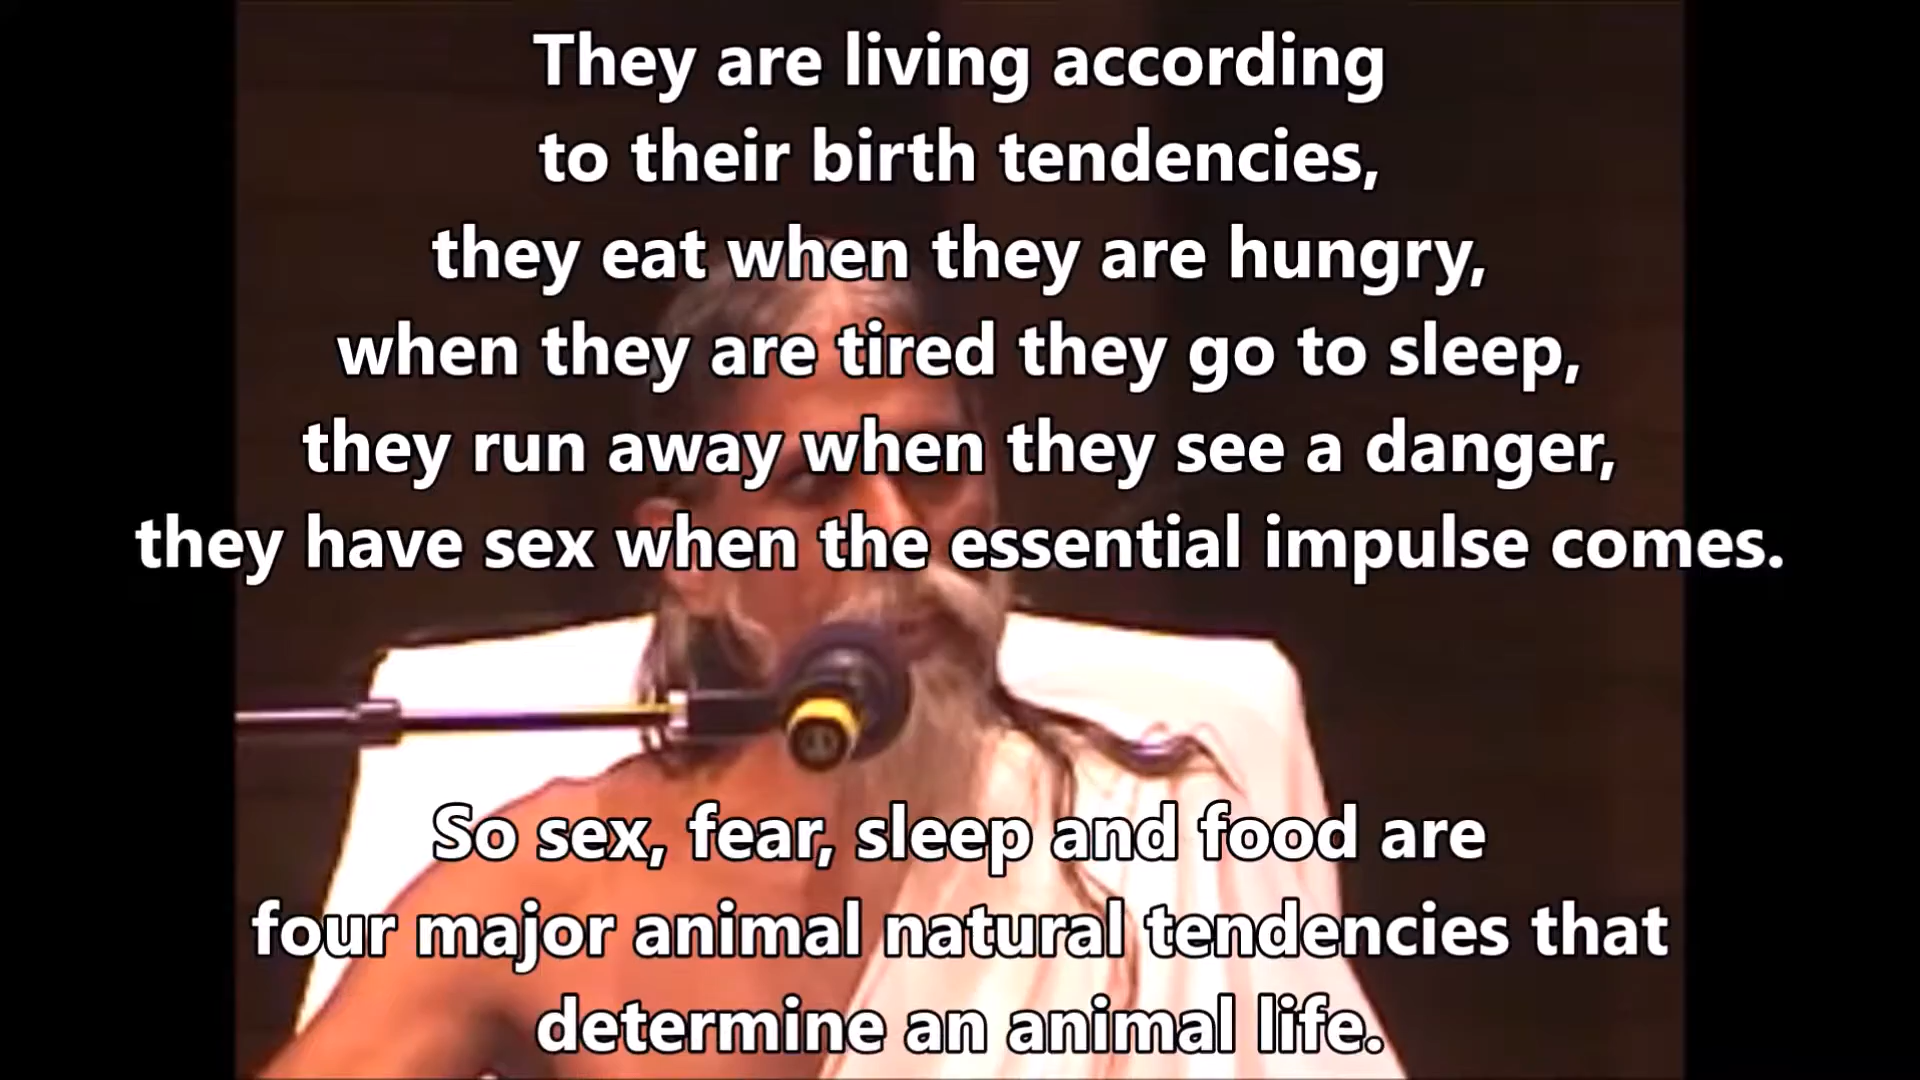 They are living according
to their birth tendencies,
they eat when they are hungry,
when they are tired they go to sleep,
they run away when they see a danger,
they have sex when the essential impulse comes.
So sex, fear, sleep and food are
four major animal natural tendencies that
determine an animal life.